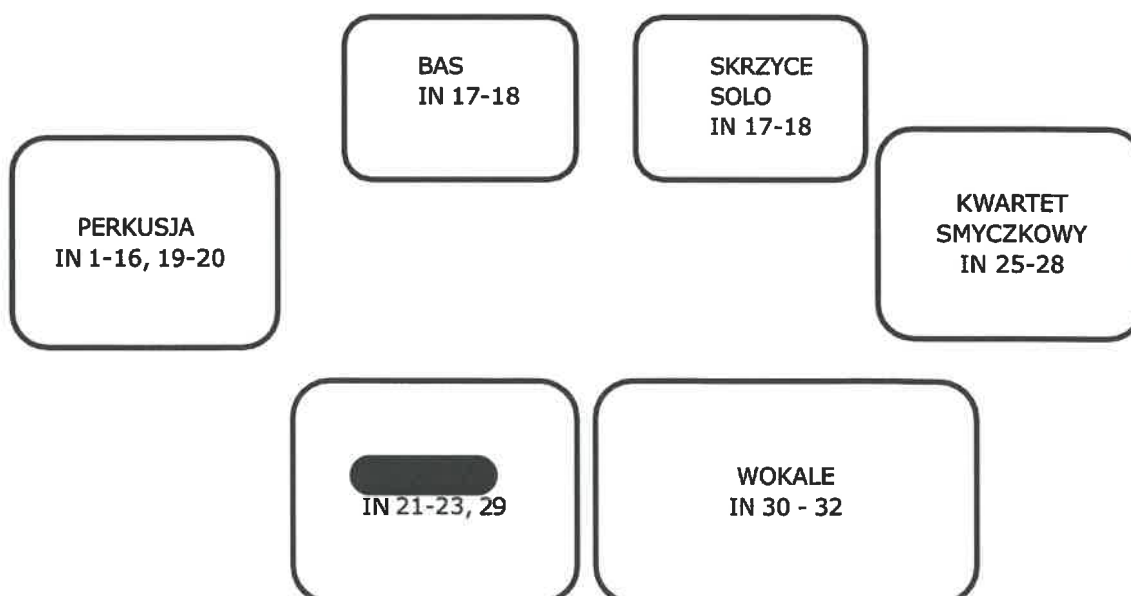 BAS
IN 17-18
SKRZYCE
SOLO
IN 17-18
PERKUSJA
IN 1-16, 19-20
KWARTET
SMYCZKOWY
IN 25-28
IN 21-23, 29
WOKALE
IN 30 - 32